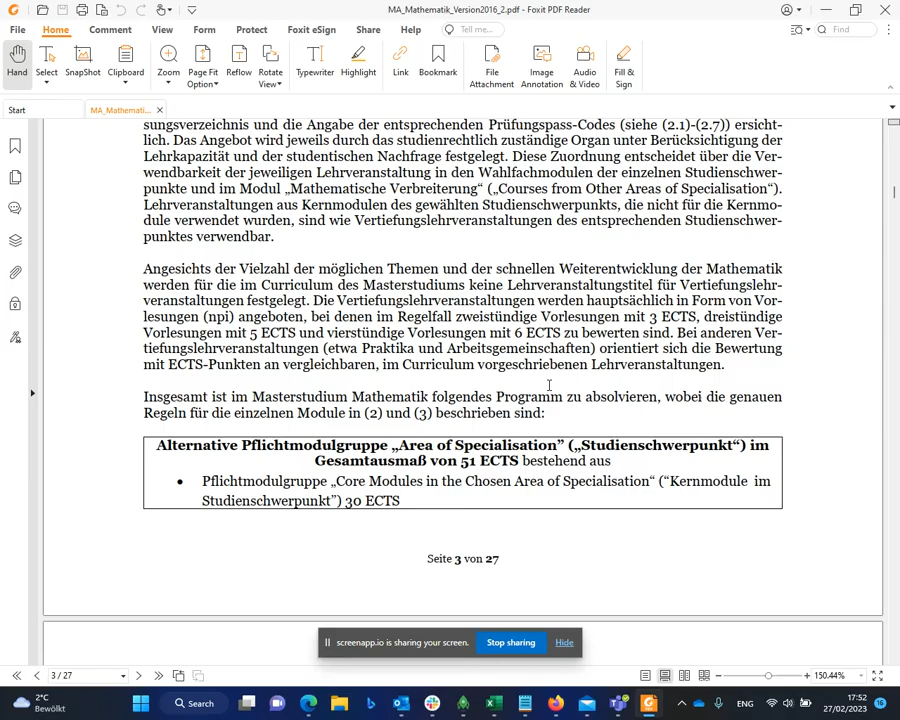 MA_Mathematik_Version2016_2.pdf - Foxit PDF Reader
File Home Comment View Form Protect Foxit eSign Share Help Tell me... Find
Hand Select SnapShot Clipboard Zoom Page Fit Option Reflow Rotate View Typewriter Highlight Link Bookmark File Attachment Image Annotation Audio & Video Fill & Sign
Start MA_Mathemati...
sungsverzeichnis und die Angabe der entsprechenden Prüfungspass-Codes (siehe (2.1)-(2.7)) ersicht-
lich. Das Angebot wird jeweils durch das studienrechtlich zuständige Organ unter Berücksichtigung der
Lehrkapazität und der studentischen Nachfrage festgelegt. Diese Zuordnung entscheidet über die Ver-
wendbarkeit der jeweiligen Lehrveranstaltung in den Wahlfachmodulen der einzelnen Studienschwer-
punkte und im Modul „Mathematische Verbreiterung“ („Courses from Other Areas of Specialisation“).
Lehrveranstaltungen aus Kernmodulen des gewählten Studienschwerpunkts, die nicht für die Kernmo-
dule verwendet wurden, sind wie Vertiefungslehrveranstaltungen des entsprechenden Studienschwer-
punktes verwendbar.
Angesichts der Vielzahl der möglichen Themen und der schnellen Weiterentwicklung der Mathematik
werden für die im Curriculum des Masterstudiums keine Lehrveranstaltungstitel für Vertiefungslehr-
veranstaltungen festgelegt. Die Vertiefungslehrveranstaltungen werden hauptsächlich in Form von Vor-
lesungen (npi) angeboten, bei denen im Regelfall zweistündige Vorlesungen mit 3 ECTS, dreistündige
Vorlesungen mit 5 ECTS und vierstündige Vorlesungen mit 6 ECTS zu bewerten sind. Bei anderen Ver-
tiefungslehrveranstaltungen (etwa Praktika und Arbeitsgemeinschaften) orientiert sich die Bewertung
mit ECTS-Punkten an vergleichbaren, im Curriculum vorgeschriebenen Lehrveranstaltungen.
Insgesamt ist im Masterstudium Mathematik folgendes Programm zu absolvieren, wobei die genauen
Regeln für die einzelnen Module in (2) und (3) beschrieben sind:
Alternative Pflichtmodulgruppe „Area of Specialisation“ („Studienschwerpunkt“) im
Gesamtausmaß von 51 ECTS bestehend aus
• Pflichtmodulgruppe „Core Modules in the Chosen Area of Specialisation“ (“Kernmodule im
Studienschwerpunkt”) 30 ECTS
Seite 3 von 27
screenapp.io is sharing your screen. Stop sharing Hide
3 / 27 150.44%
2°C
Bewölkt
Search
ENG
17:52
27/02/2023
16